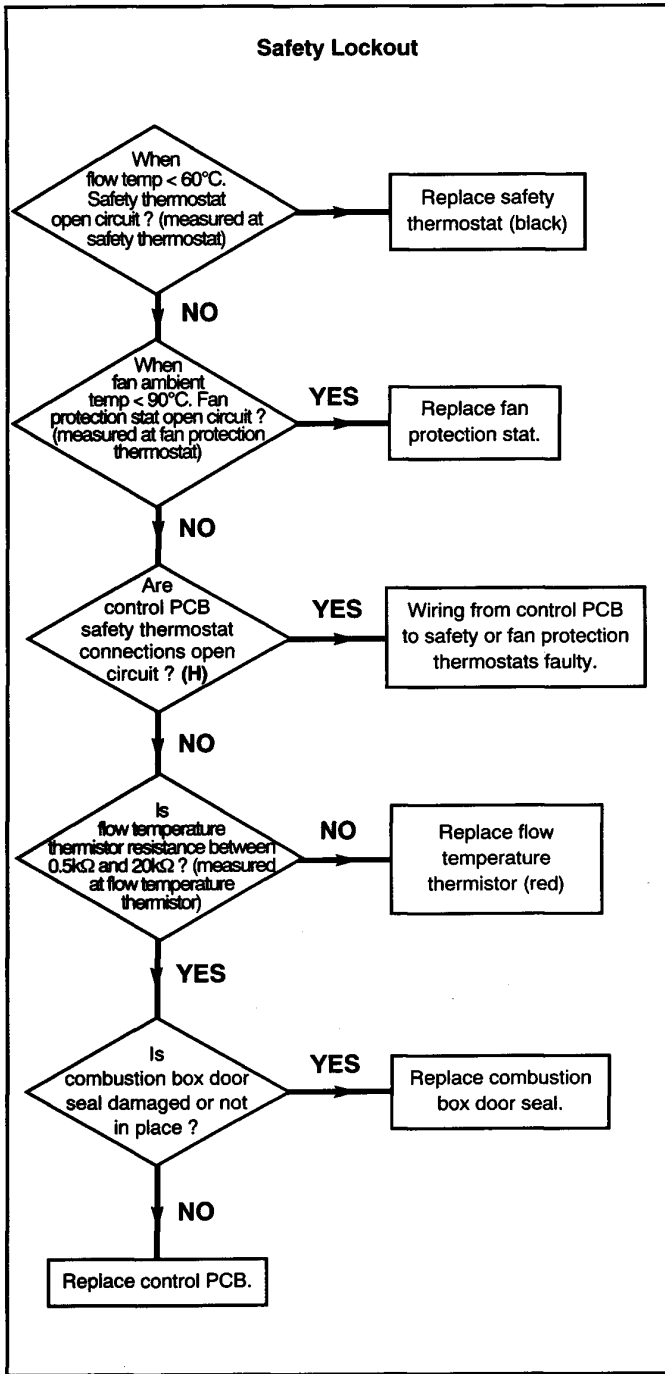 Safety Lockout
When
flow temp < 60°C.
Safety thermostat
open circuit ? (measured at
safety thermostat)
Replace safety
thermostat (black)
NO
When
fan ambient
temp < 90°C. Fan
protection stat open circuit ?
(measured at fan protection
thermostat)
YES
Replace fan
protection stat.
NO
Are
control PCB
safety thermostat
connections open
circuit ? (H)
YES
Wiring from control PCB
to safety or fan protection
thermostats faulty.
NO
Is
flow temperature
thermistor resistance between
0.5kΩ and 20kΩ ? (measured
at flow temperature
thermistor)
NO
Replace flow
temperature
thermistor (red)
YES
Is
combustion box door
seal damaged or not
in place ?
YES
Replace combustion
box door seal.
NO
Replace control PCB.